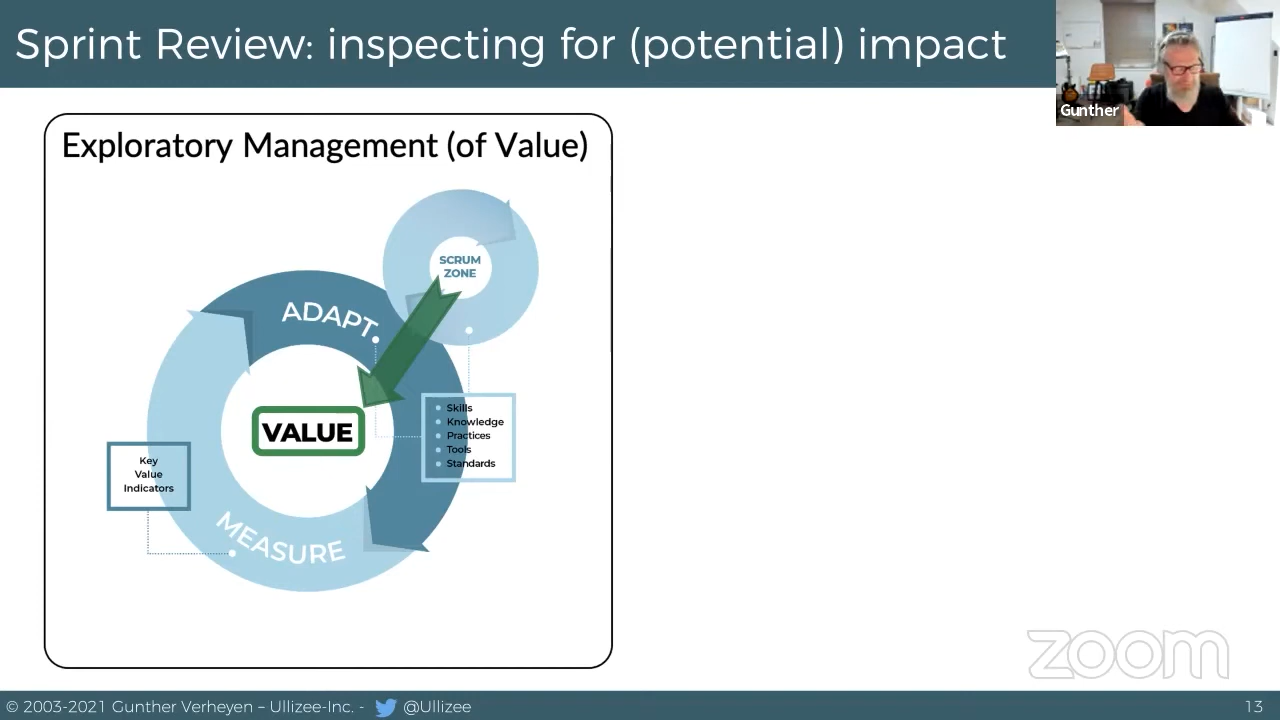 Sprint Review: inspecting for (potential) impact
Gunther
Exploratory Management (of Value)
SCRUM
ZONE
ADAPT
VALUE
Skills
Knowledge
Practices
Tools
Standards
Key
Value
Indicators
MEASURE
zoom
© 2003-2021 Gunther Verheyen – Ullizee-Inc. - @Ullizee
13